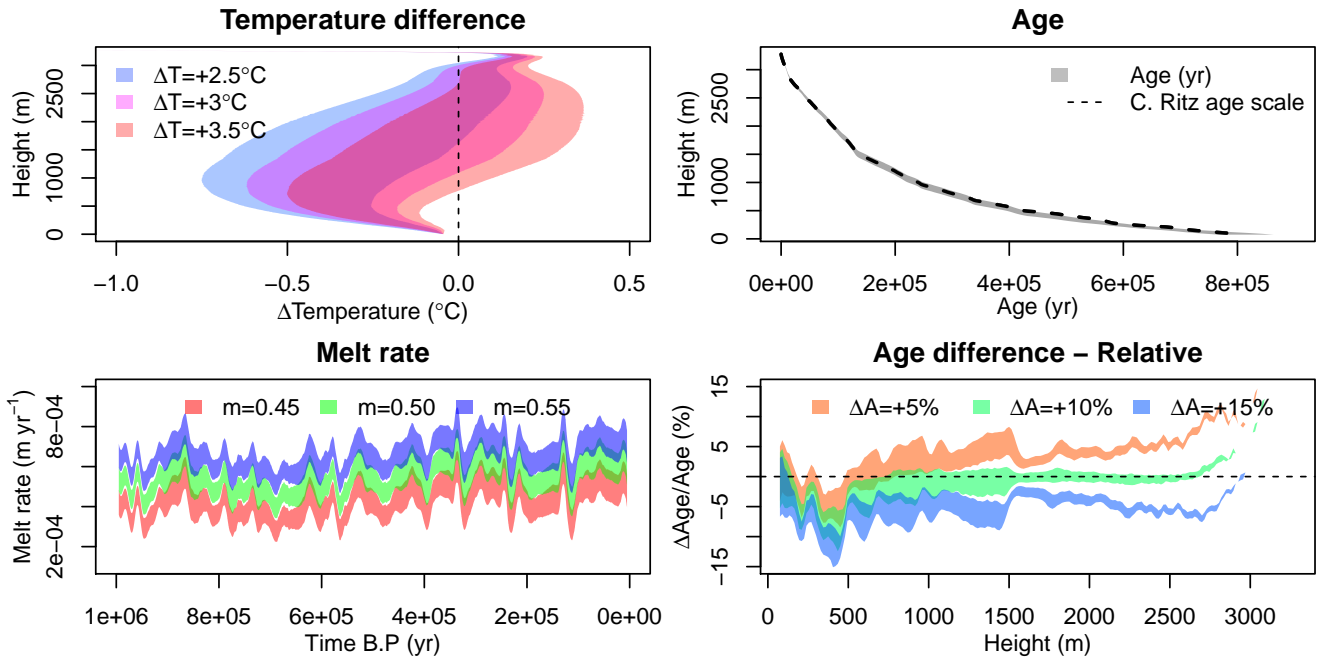 Temperature difference
ΔT=+2.5°C
ΔT=+3°C
ΔT=+3.5°C
Height (m)
0 1000 2500
−1.0 −0.5 0.0 0.5
ΔTemperature (°C)
Age
Age (yr)
C. Ritz age scale
Height (m)
0 1000 2500
0e+00 2e+05 4e+05 6e+05 8e+05
Age (yr)
Melt rate
m=0.45 m=0.50 m=0.55
Melt rate (m yr−1)
2e−04 8e−04
1e+06 8e+05 6e+05 4e+05 2e+05 0e+00
Time B.P (yr)
Age difference − Relative
ΔA=+5% ΔA=+10% ΔA=+15%
ΔAge/Age (%)
−15 −5 5 15
0 500 1000 1500 2000 2500 3000
Height (m)